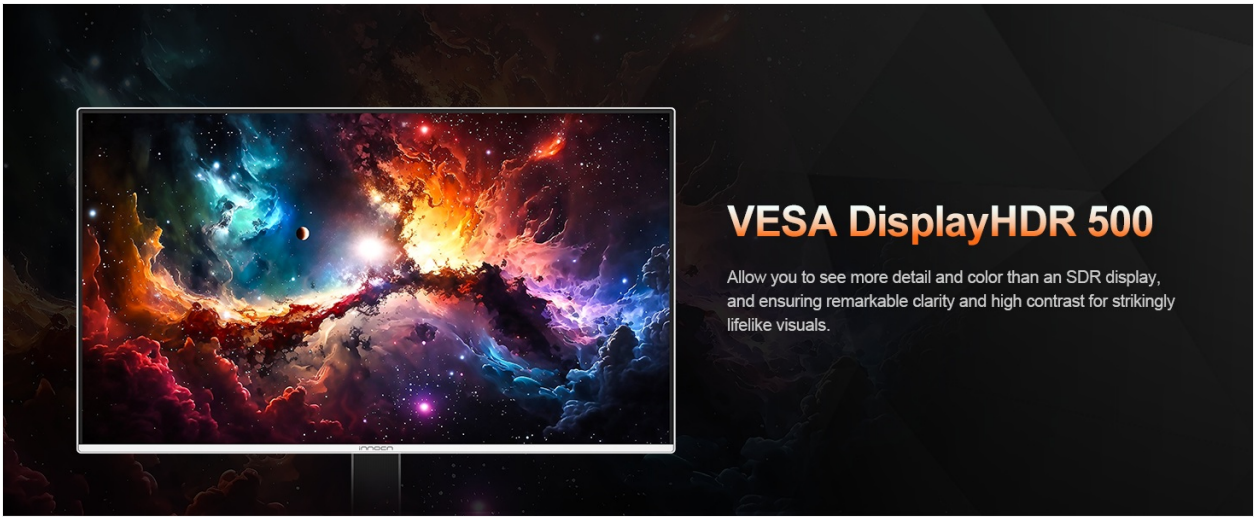 VESA DisplayHDR 500
Allow you to see more detail and color than an SDR display,
and ensuring remarkable clarity and high contrast for strikingly
lifelike visuals.
INNOCN